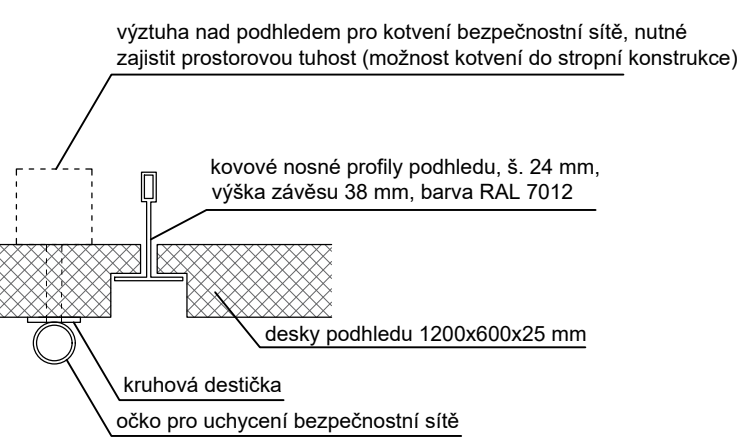 výztuha nad podhledem pro kotvení bezpečnostní sítě, nutné
zajistit prostorovou tuhost (možnost kotvení do stropní konstrukce)
kovové nosné profily podhledu, š. 24 mm,
výška závěsu 38 mm, barva RAL 7012
desky podhledu 1200x600x25 mm
kruhová destička
očko pro uchycení bezpečnostní sítě